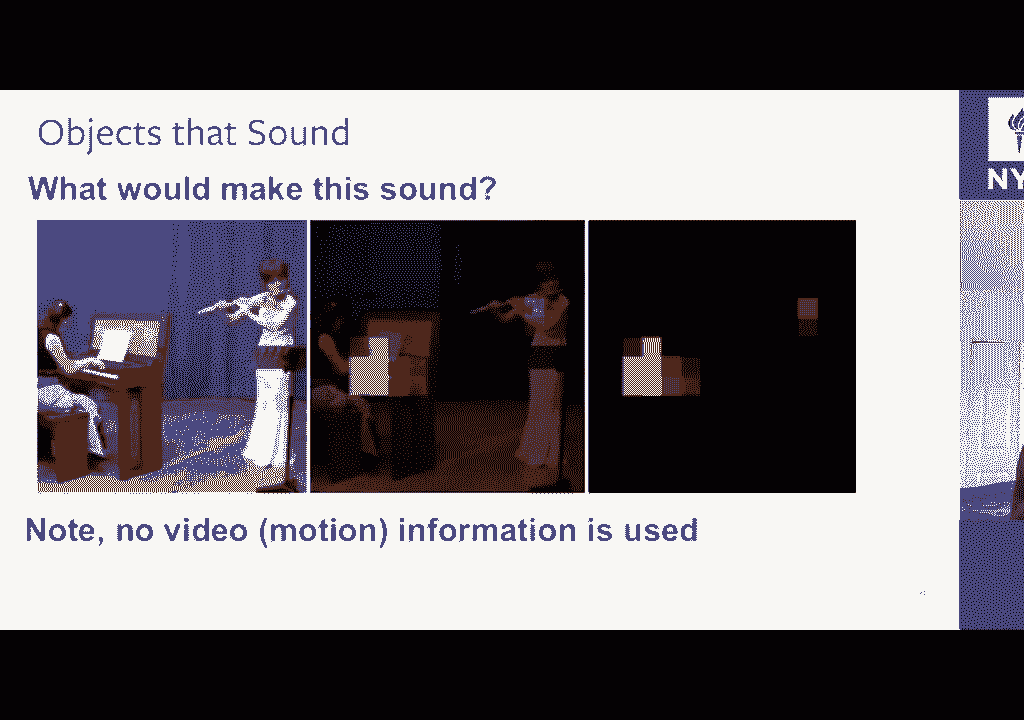 Objects that Sound
What would make this sound?
Note, no video (motion) information is used
NY